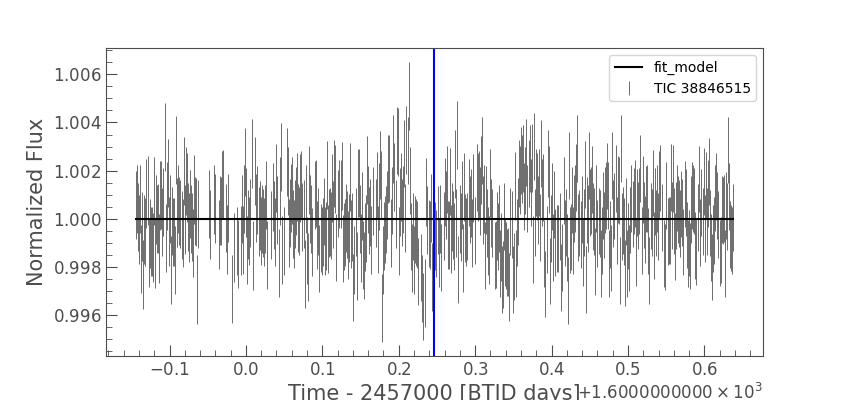 fit_model
TIC 38846515
1.006
1.004
1.002
1.000
0.998
0.996
Normalized Flux
−0.1 0.0 0.1 0.2 0.3 0.4 0.5 0.6
Time - 2457000 [BTJD days]
+1.6000000000 × 10³